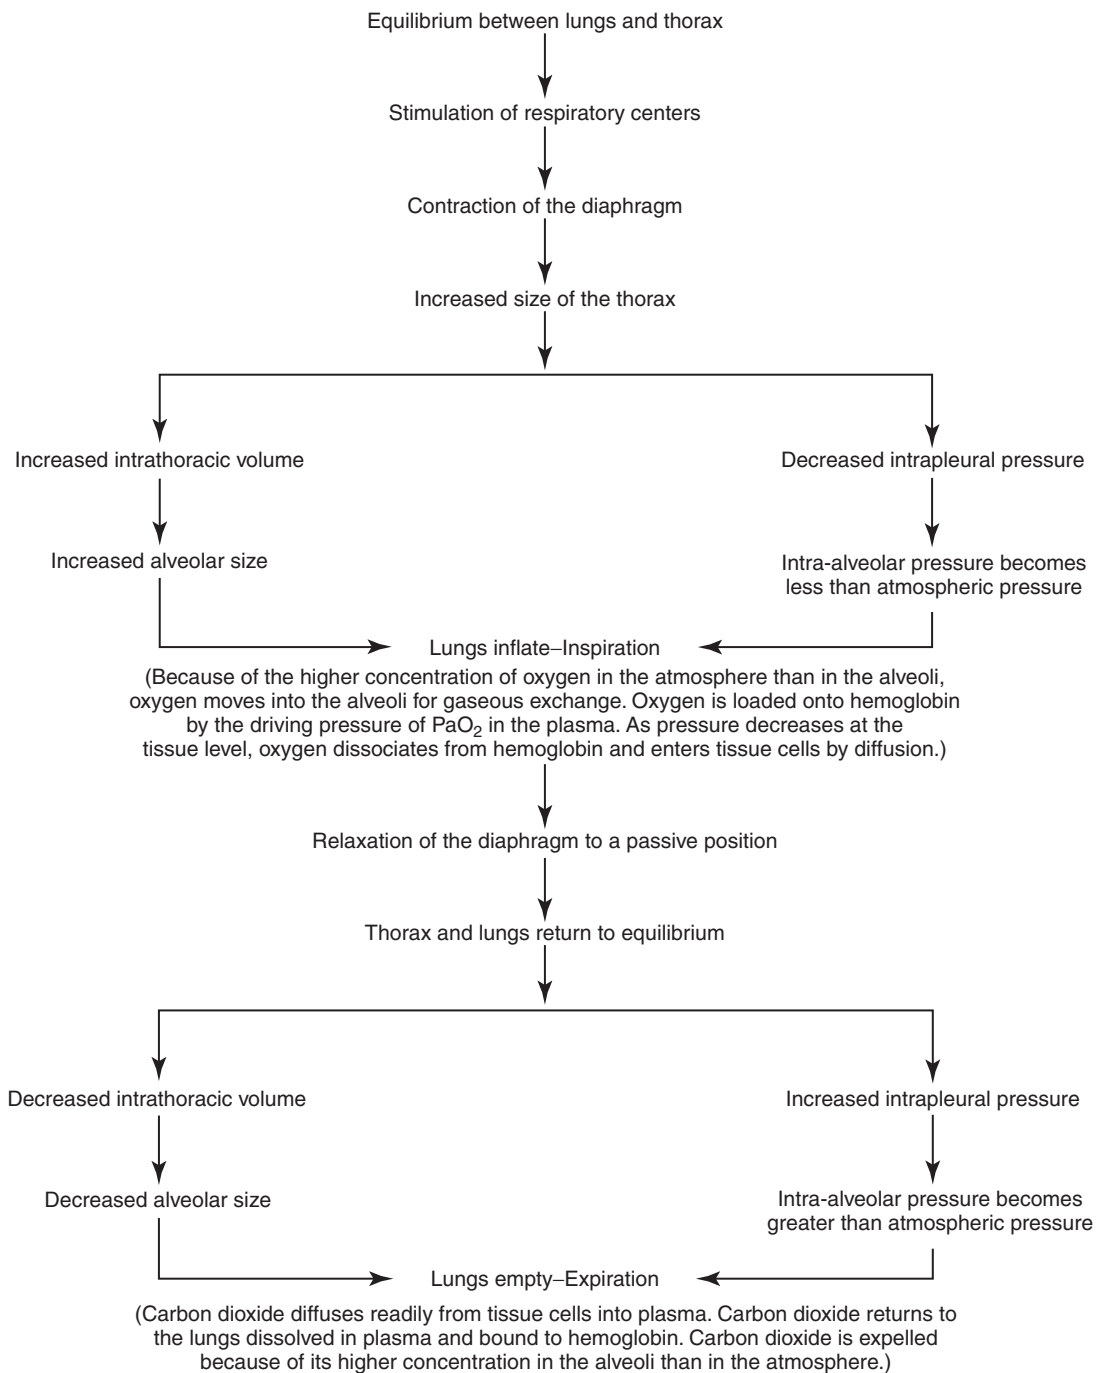 Equilibrium between lungs and thorax
Stimulation of respiratory centers
Contraction of the diaphragm
Increased size of the thorax
Increased intrathoracic volume
Decreased intrapleural pressure
Increased alveolar size
Intra-alveolar pressure becomes
less than atmospheric pressure
Lungs inflate–Inspiration
(Because of the higher concentration of oxygen in the atmosphere than in the alveoli,
oxygen moves into the alveoli for gaseous exchange. Oxygen is loaded onto hemoglobin
by the driving pressure of PaO₂ in the plasma. As pressure decreases at the
tissue level, oxygen dissociates from hemoglobin and enters tissue cells by diffusion.)
Relaxation of the diaphragm to a passive position
Thorax and lungs return to equilibrium
Decreased intrathoracic volume
Increased intrapleural pressure
Decreased alveolar size
Intra-alveolar pressure becomes
greater than atmospheric pressure
Lungs empty–Expiration
(Carbon dioxide diffuses readily from tissue cells into plasma. Carbon dioxide returns to
the lungs dissolved in plasma and bound to hemoglobin. Carbon dioxide is expelled
because of its higher concentration in the alveoli than in the atmosphere.)